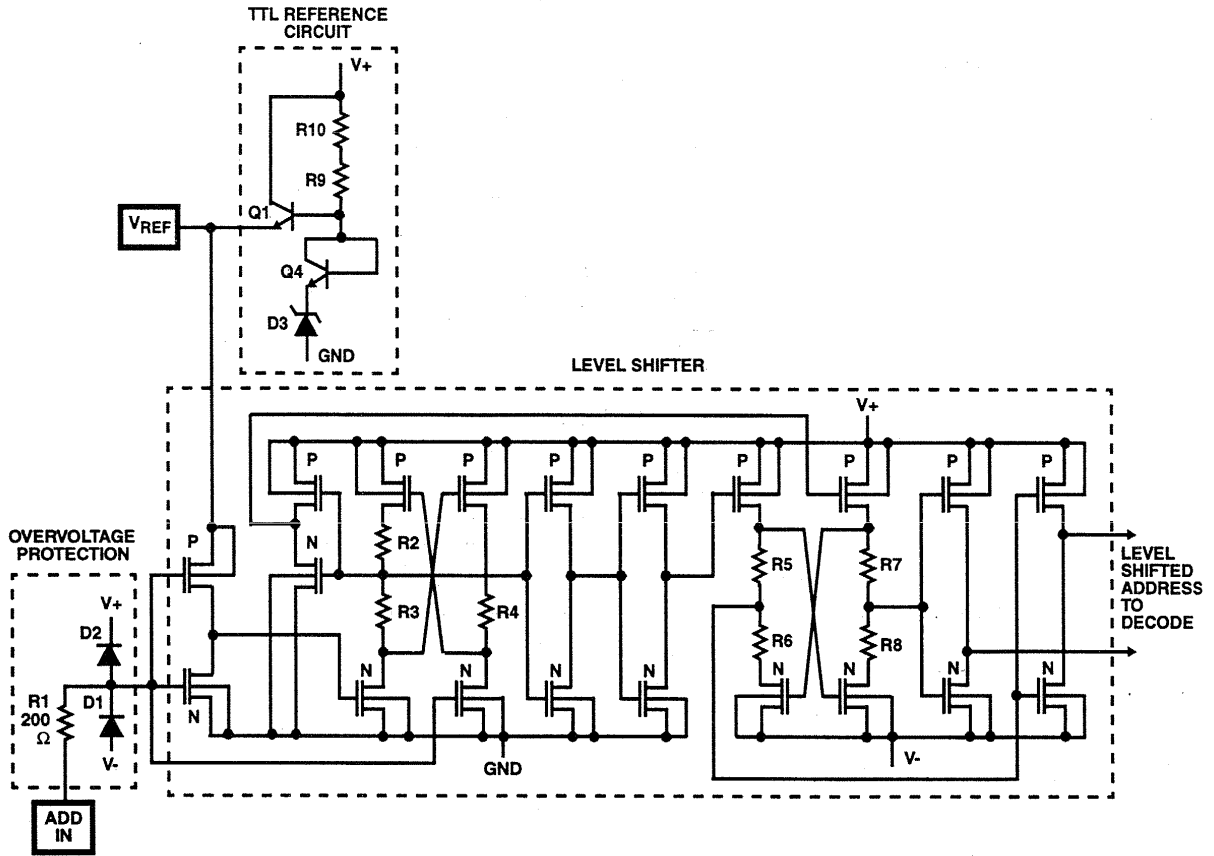 TTL REFERENCE
CIRCUIT
V+
R10
R9
Q1
VREF
Q4
D3
GND
LEVEL SHIFTER
V+
P
P
P
P
P
P
P
P
P
OVERVOLTAGE
PROTECTION
P
N
R2
R5
R7
LEVEL
SHIFTED
ADDRESS
TO
DECODE
V+
D2
R3
R4
R6
R8
N
N
N
N
N
N
N
N
R1
200
Ω
D1
N
V-
GND
V-
ADD
IN